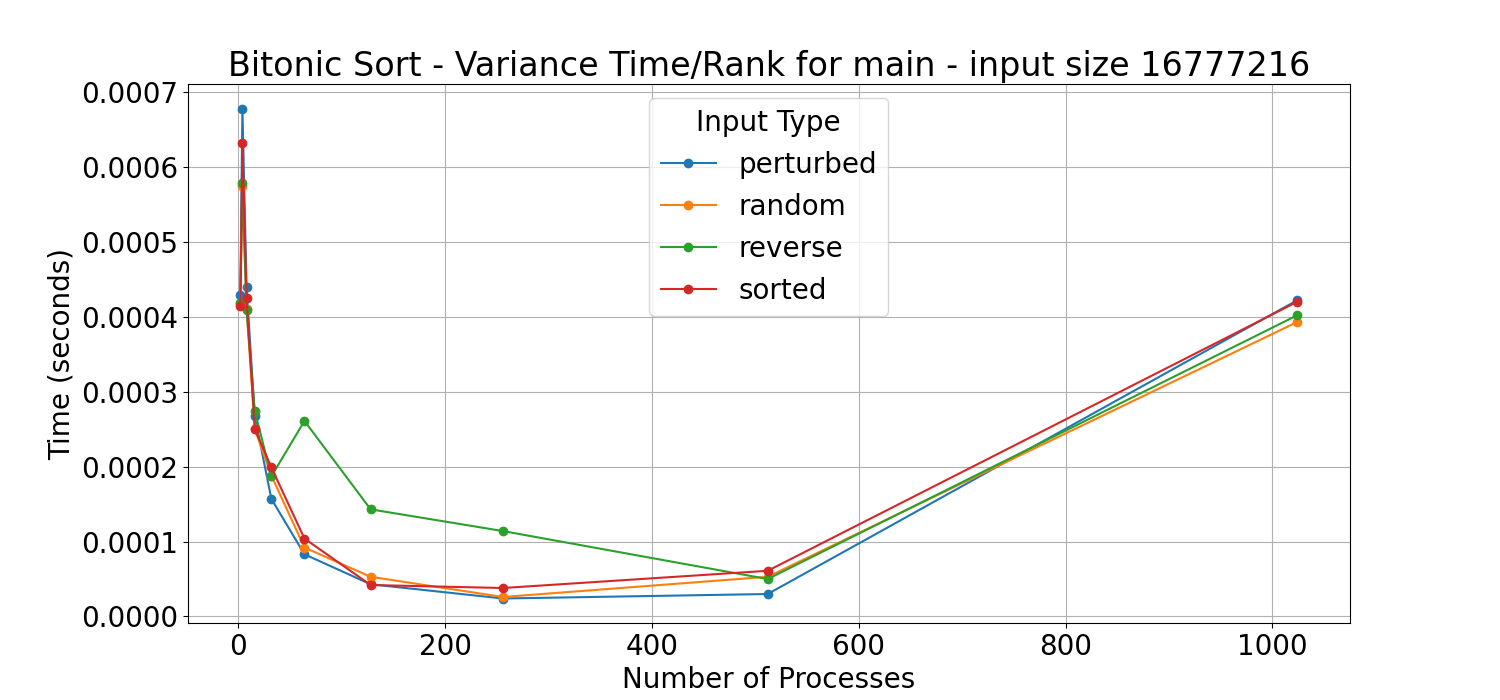 Bitonic Sort - Variance Time/Rank for main - input size 16777216
Time (seconds)
0.0007
0.0006
0.0005
0.0004
0.0003
0.0002
0.0001
0.0000
Input Type
perturbed
random
reverse
sorted
0 200 400 600 800 1000
Number of Processes